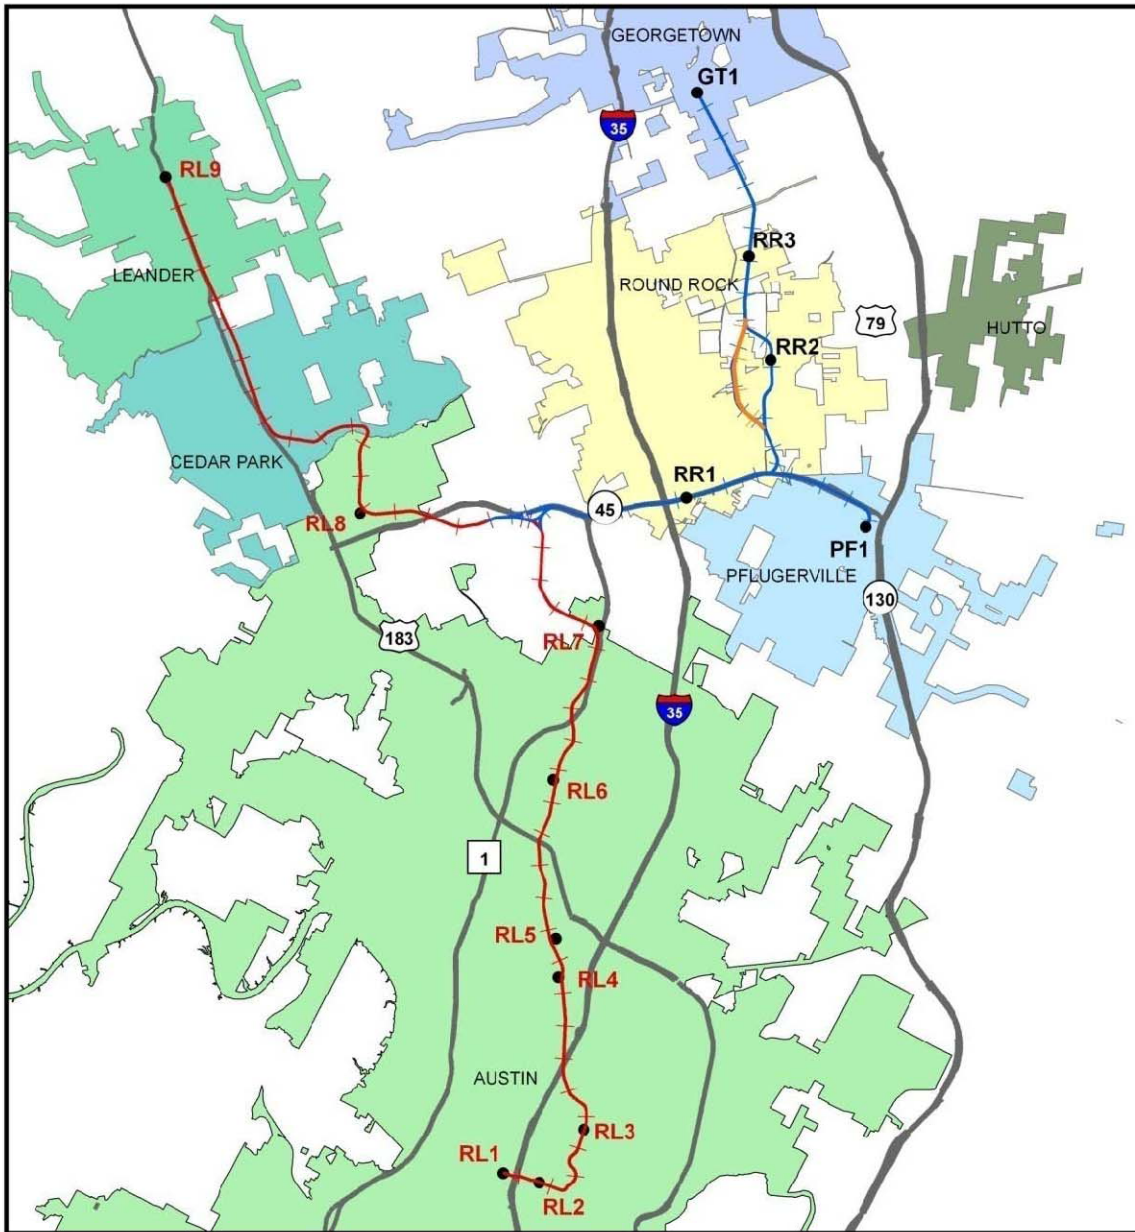 GEORGETOWN
GT1
35
RL9
RR3
LEANDER
ROUND ROCK
79
HUTTO
RR2
CEDAR PARK
RR1
45
RL8
PF1
PFLUGERVILLE
130
RL7
183
35
RL6
1
RL5
RL4
AUSTIN
RL3
RL1
RL2